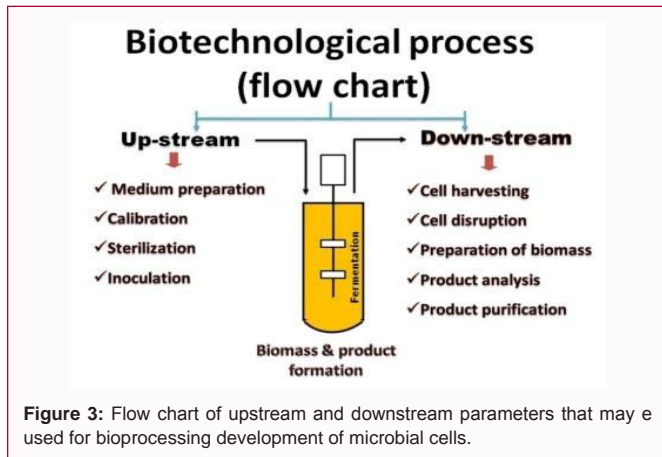 Biotechnological process
(flow chart)
Up-stream
✓ Medium preparation
✓Calibration
✓Sterilization
✓Inoculation
Fermentation
Biomass & product
formation
Down-stream
✓Cell harvesting
✓Cell disruption
✓Preparation of biomass
✓Product analysis
✓Product purification
Figure 3: Flow chart of upstream and downstream parameters that may e
used for bioprocessing development of microbial cells.